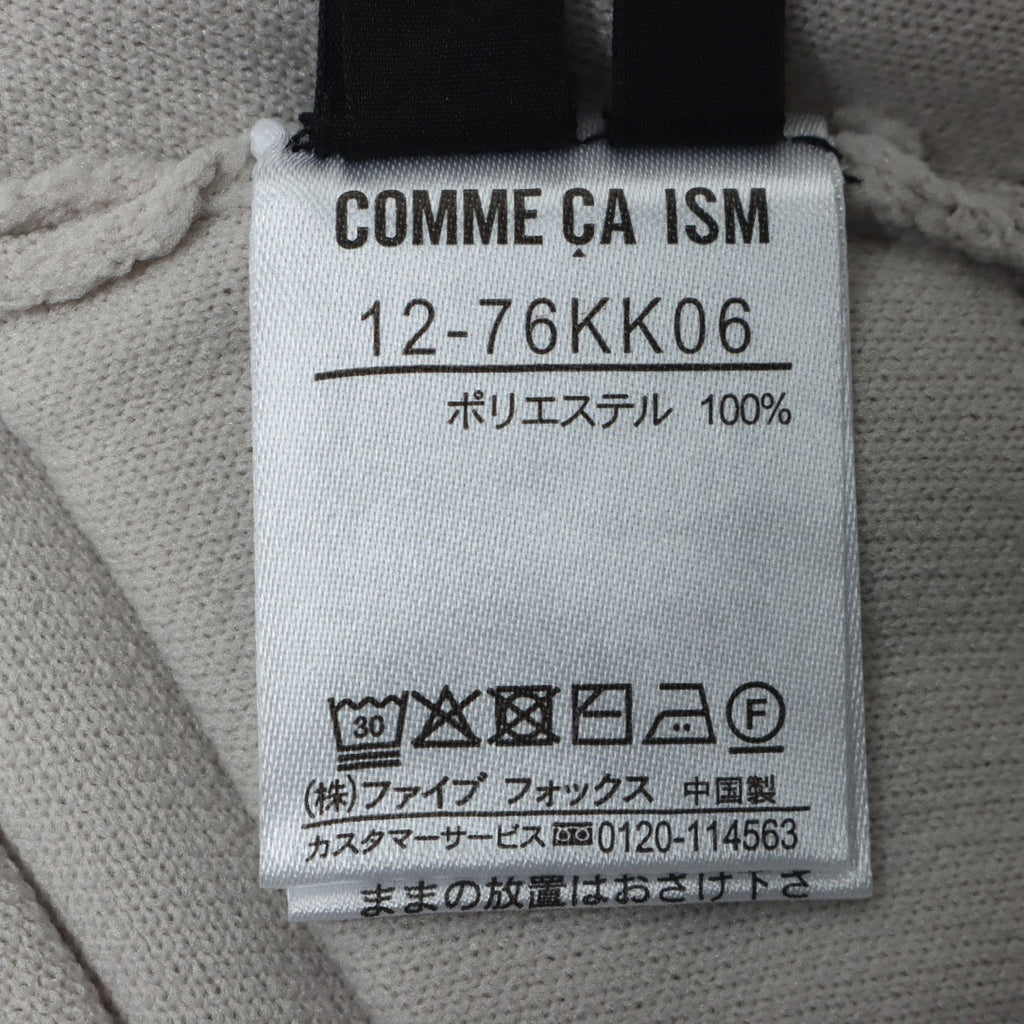 COMME ÇA ISM
12-76KK06
ポリエステル 100%
30 F
(株)ファイブ フォックス 中国製
カスタマーサービス 0120-114563
ままの放置はおさけ下さ